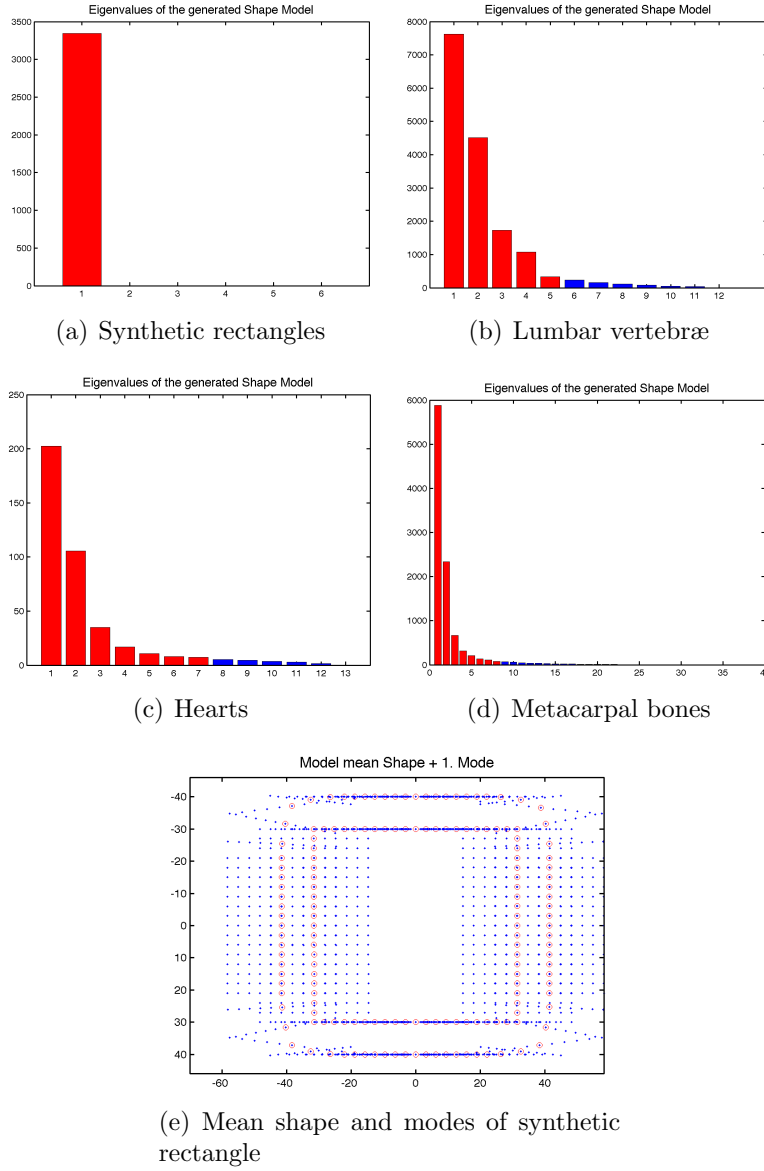 Eigenvalues of the generated Shape Model
3500
3000
2500
2000
1500
1000
500
0
1 2 3 4 5 6
(a) Synthetic rectangles
Eigenvalues of the generated Shape Model
8000
7000
6000
5000
4000
3000
2000
1000
0
1 2 3 4 5 6 7 8 9 10 11 12
(b) Lumbar vertebræ
Eigenvalues of the generated Shape Model
250
200
150
100
50
0
1 2 3 4 5 6 7 8 9 10 11 12 13
(c) Hearts
Eigenvalues of the generated Shape Model
6000
5000
4000
3000
2000
1000
0
0 5 10 15 20 25 30 35 40
(d) Metacarpal bones
Model mean Shape + 1. Mode
-40
-30
-20
-10
0
10
20
30
40
-60 -40 -20 0 20 40
(e) Mean shape and modes of synthetic
rectangle